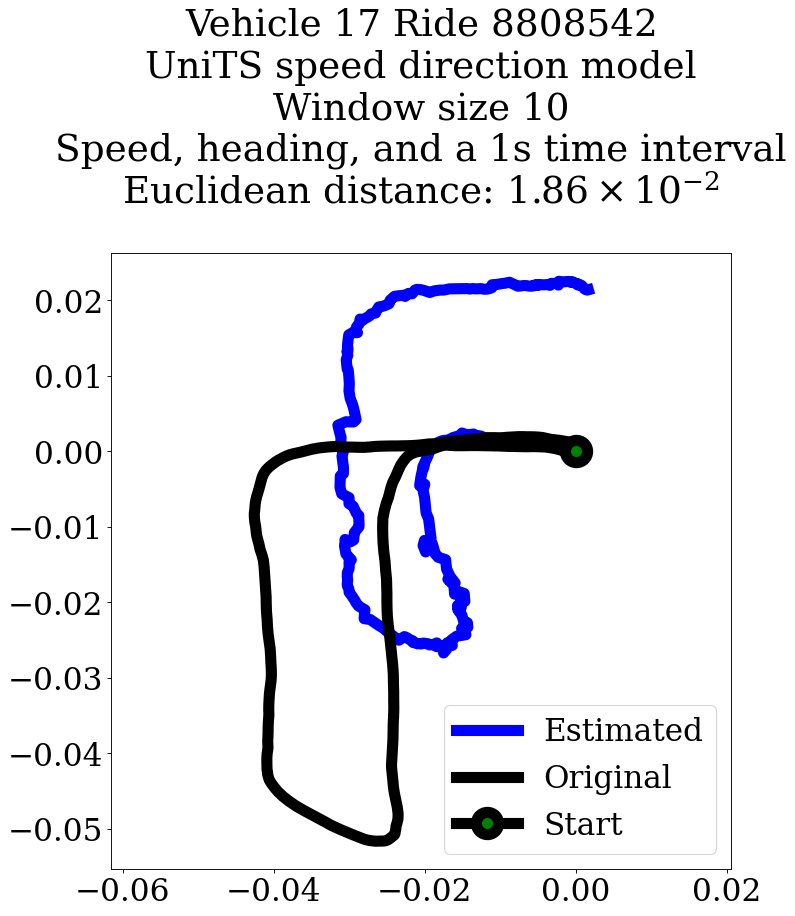 Vehicle 17 Ride 8808542
UniTS speed direction model
Window size 10
Speed, heading, and a 1s time interval
Euclidean distance: 1.86 × 10⁻²
0.02
0.01
0.00
−0.01
−0.02
−0.03
−0.04
−0.05
Estimated
Original
Start
−0.06 −0.04 −0.02 0.00 0.02